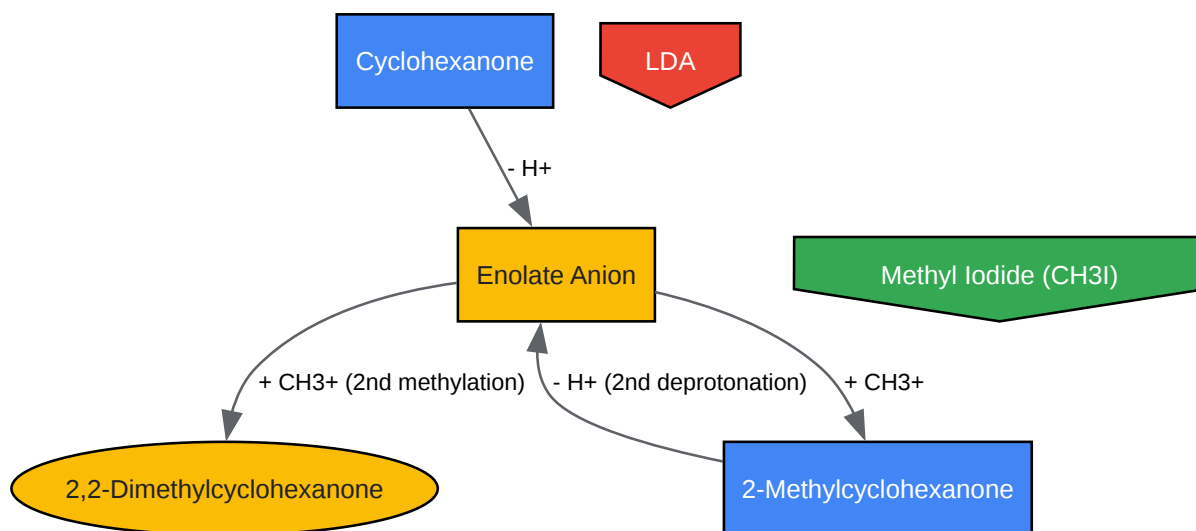 Cyclohexanone
LDA
- H+
Enolate Anion
Methyl Iodide (CH3I)
+ CH3+ (2nd methylation)
- H+ (2nd deprotonation)
+ CH3+
2,2-Dimethylcyclohexanone
2-Methylcyclohexanone